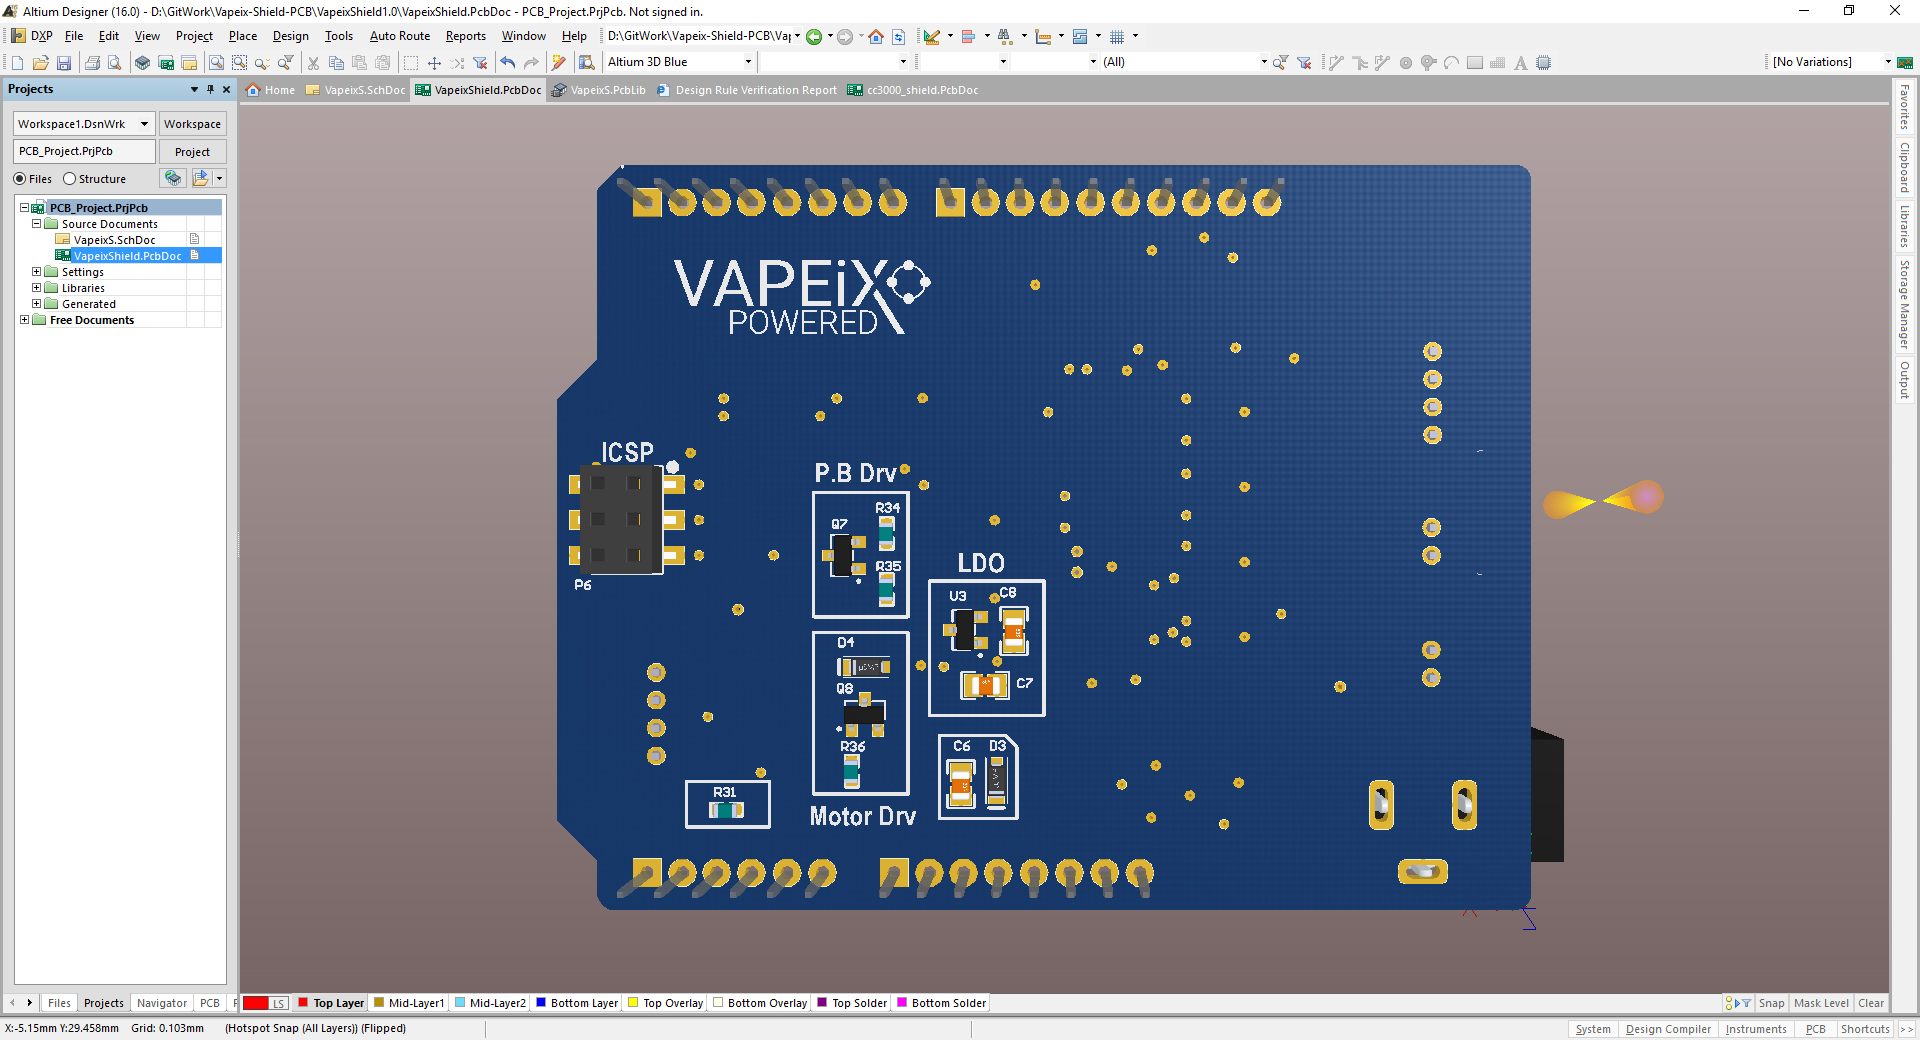 Altium Designer (16.0) - D:\GitWork\Vapeix-Shield-PCB\VapeixShield1.0\VapeixShield.PcbDoc - PCB_Project.PrjPcb. Not signed in.
DXP File Edit View Project Place Design Tools Auto Route Reports Window Help D:\GitWork\Vapeix-Shield-PCB\Vap
Altium 3D Blue (All) [No Variations]
Projects
Home VapeixS.SchDoc VapeixShield.PcbDoc VapeixS.PcbLib Design Rule Verification Report cc3000_shield.PcbDoc
Workspace1.DsnWrk Workspace
PCB_Project.PrjPcb Project
Files Structure
PCB_Project.PrjPcb
Source Documents
VapeixS.SchDoc
VapeixShield.PcbDoc
Settings
Libraries
Generated
Free Documents
VAPEiX
POWERED
ICSP
P6
P.B Drv
Q7
R34
R35
LDO
U3
C8
C7
D4
Q8
R36
Motor Drv
C6
D3
R31
Favorites
Clipboard
Libraries
Storage Manager
Output
Files Projects Navigator PCB
LS Top Layer Mid-Layer1 Mid-Layer2 Bottom Layer Top Overlay Bottom Overlay Top Solder Bottom Solder
Snap Mask Level Clear
X:-5.15mm Y:29.458mm Grid: 0.103mm (Hotspot Snap (All Layers)) (Flipped)
System Design Compiler Instruments PCB Shortcuts >>